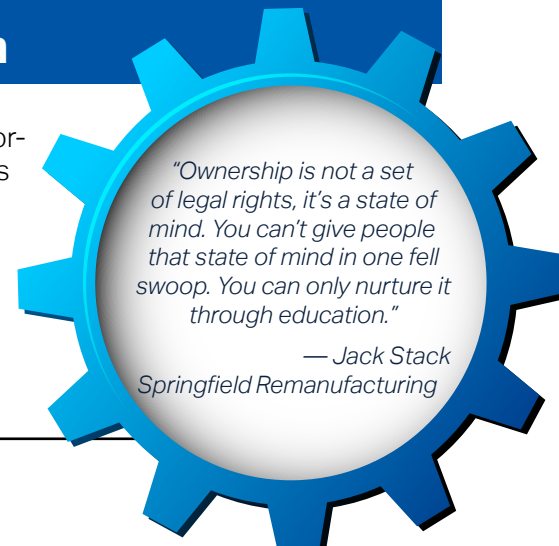 n
or-
s
“Ownership is not a set
of legal rights, it’s a state of
mind. You can’t give people
that state of mind in one fell
swoop. You can only nurture it
through education.”
— Jack Stack
Springfield Remanufacturing